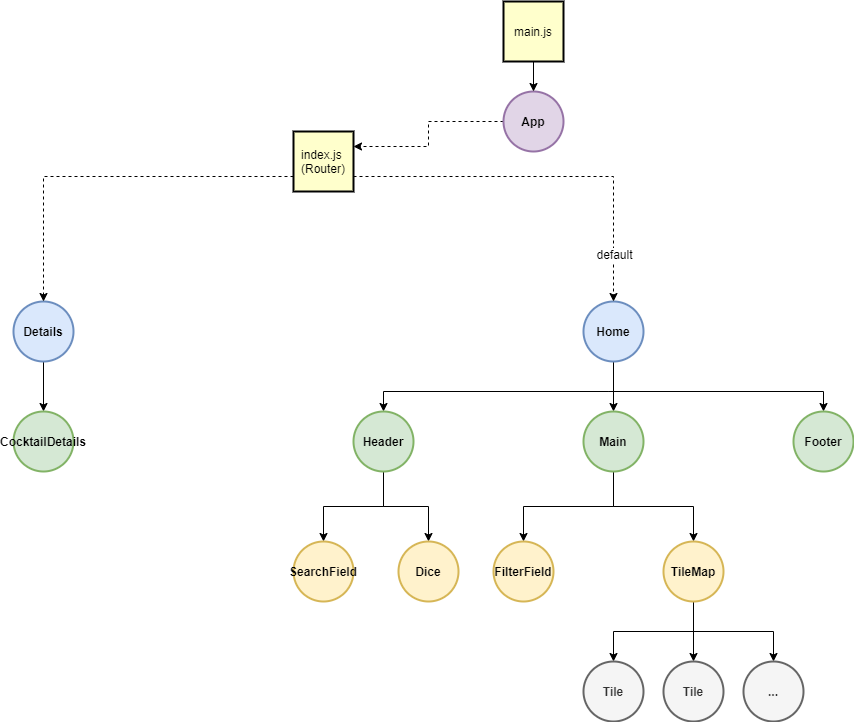 main.js
App
index.js
(Router)
default
Details
Home
CocktailDetails
Header
Main
Footer
SearchField
Dice
FilterField
TileMap
Tile
Tile
...